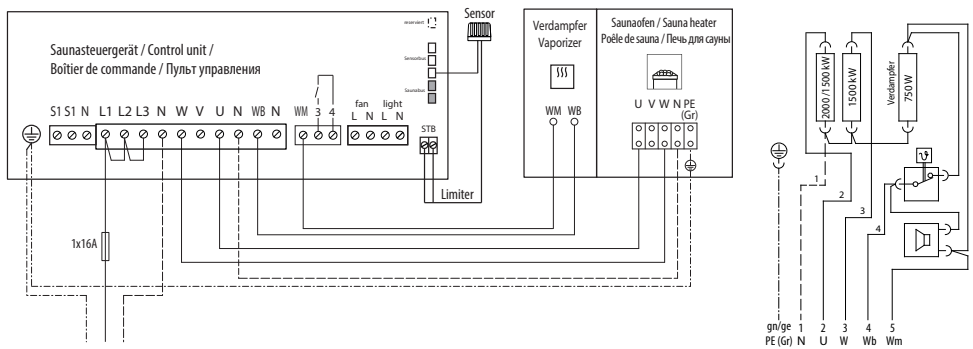 Saunasteuergerät / Control unit /
Boîtier de commande / Пульт управления
reserviert
Sensorbus
Saunabus
Sensor
S1 S1 N L1 L2 L3 N W V U N WB N
WM 3 4
fan light
L N L N
STB
Limiter
1x16A
Verdampfer
Vaporizer
WM WB
Saunaofen / Sauna heater
Poêle de sauna / Печь для сауны
U V W N PE
(Gr)
2000/1500 kW
1500 kW
Verdampfer
750 W
ϑ
1
2
3
4
gn/ge 1 2 3 4 5
PE (Gr) N U W Wb Wm